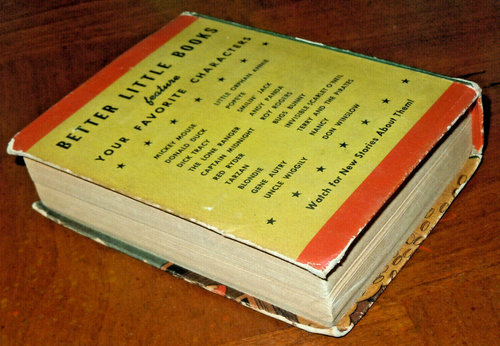 BETTER LITTLE BOOKS
feature
YOUR FAVORITE CHARACTERS
MICKEY MOUSE
DONALD DUCK
DICK TRACY
THE LONE RANGER
CAPTAIN MIDNIGHT
RED RYDER
TARZAN
BLONDIE
GENE AUTRY
UNCLE WIGGILY
LITTLE ORPHAN ANNIE
POPEYE
SMILIN' JACK
ANDY PANDA
ROY ROGERS
BUGS BUNNY
INVISIBLE SCARLET O'NEIL
TERRY AND THE PIRATES
NANCY
DON WINSLOW
Watch for New Stories About Them!